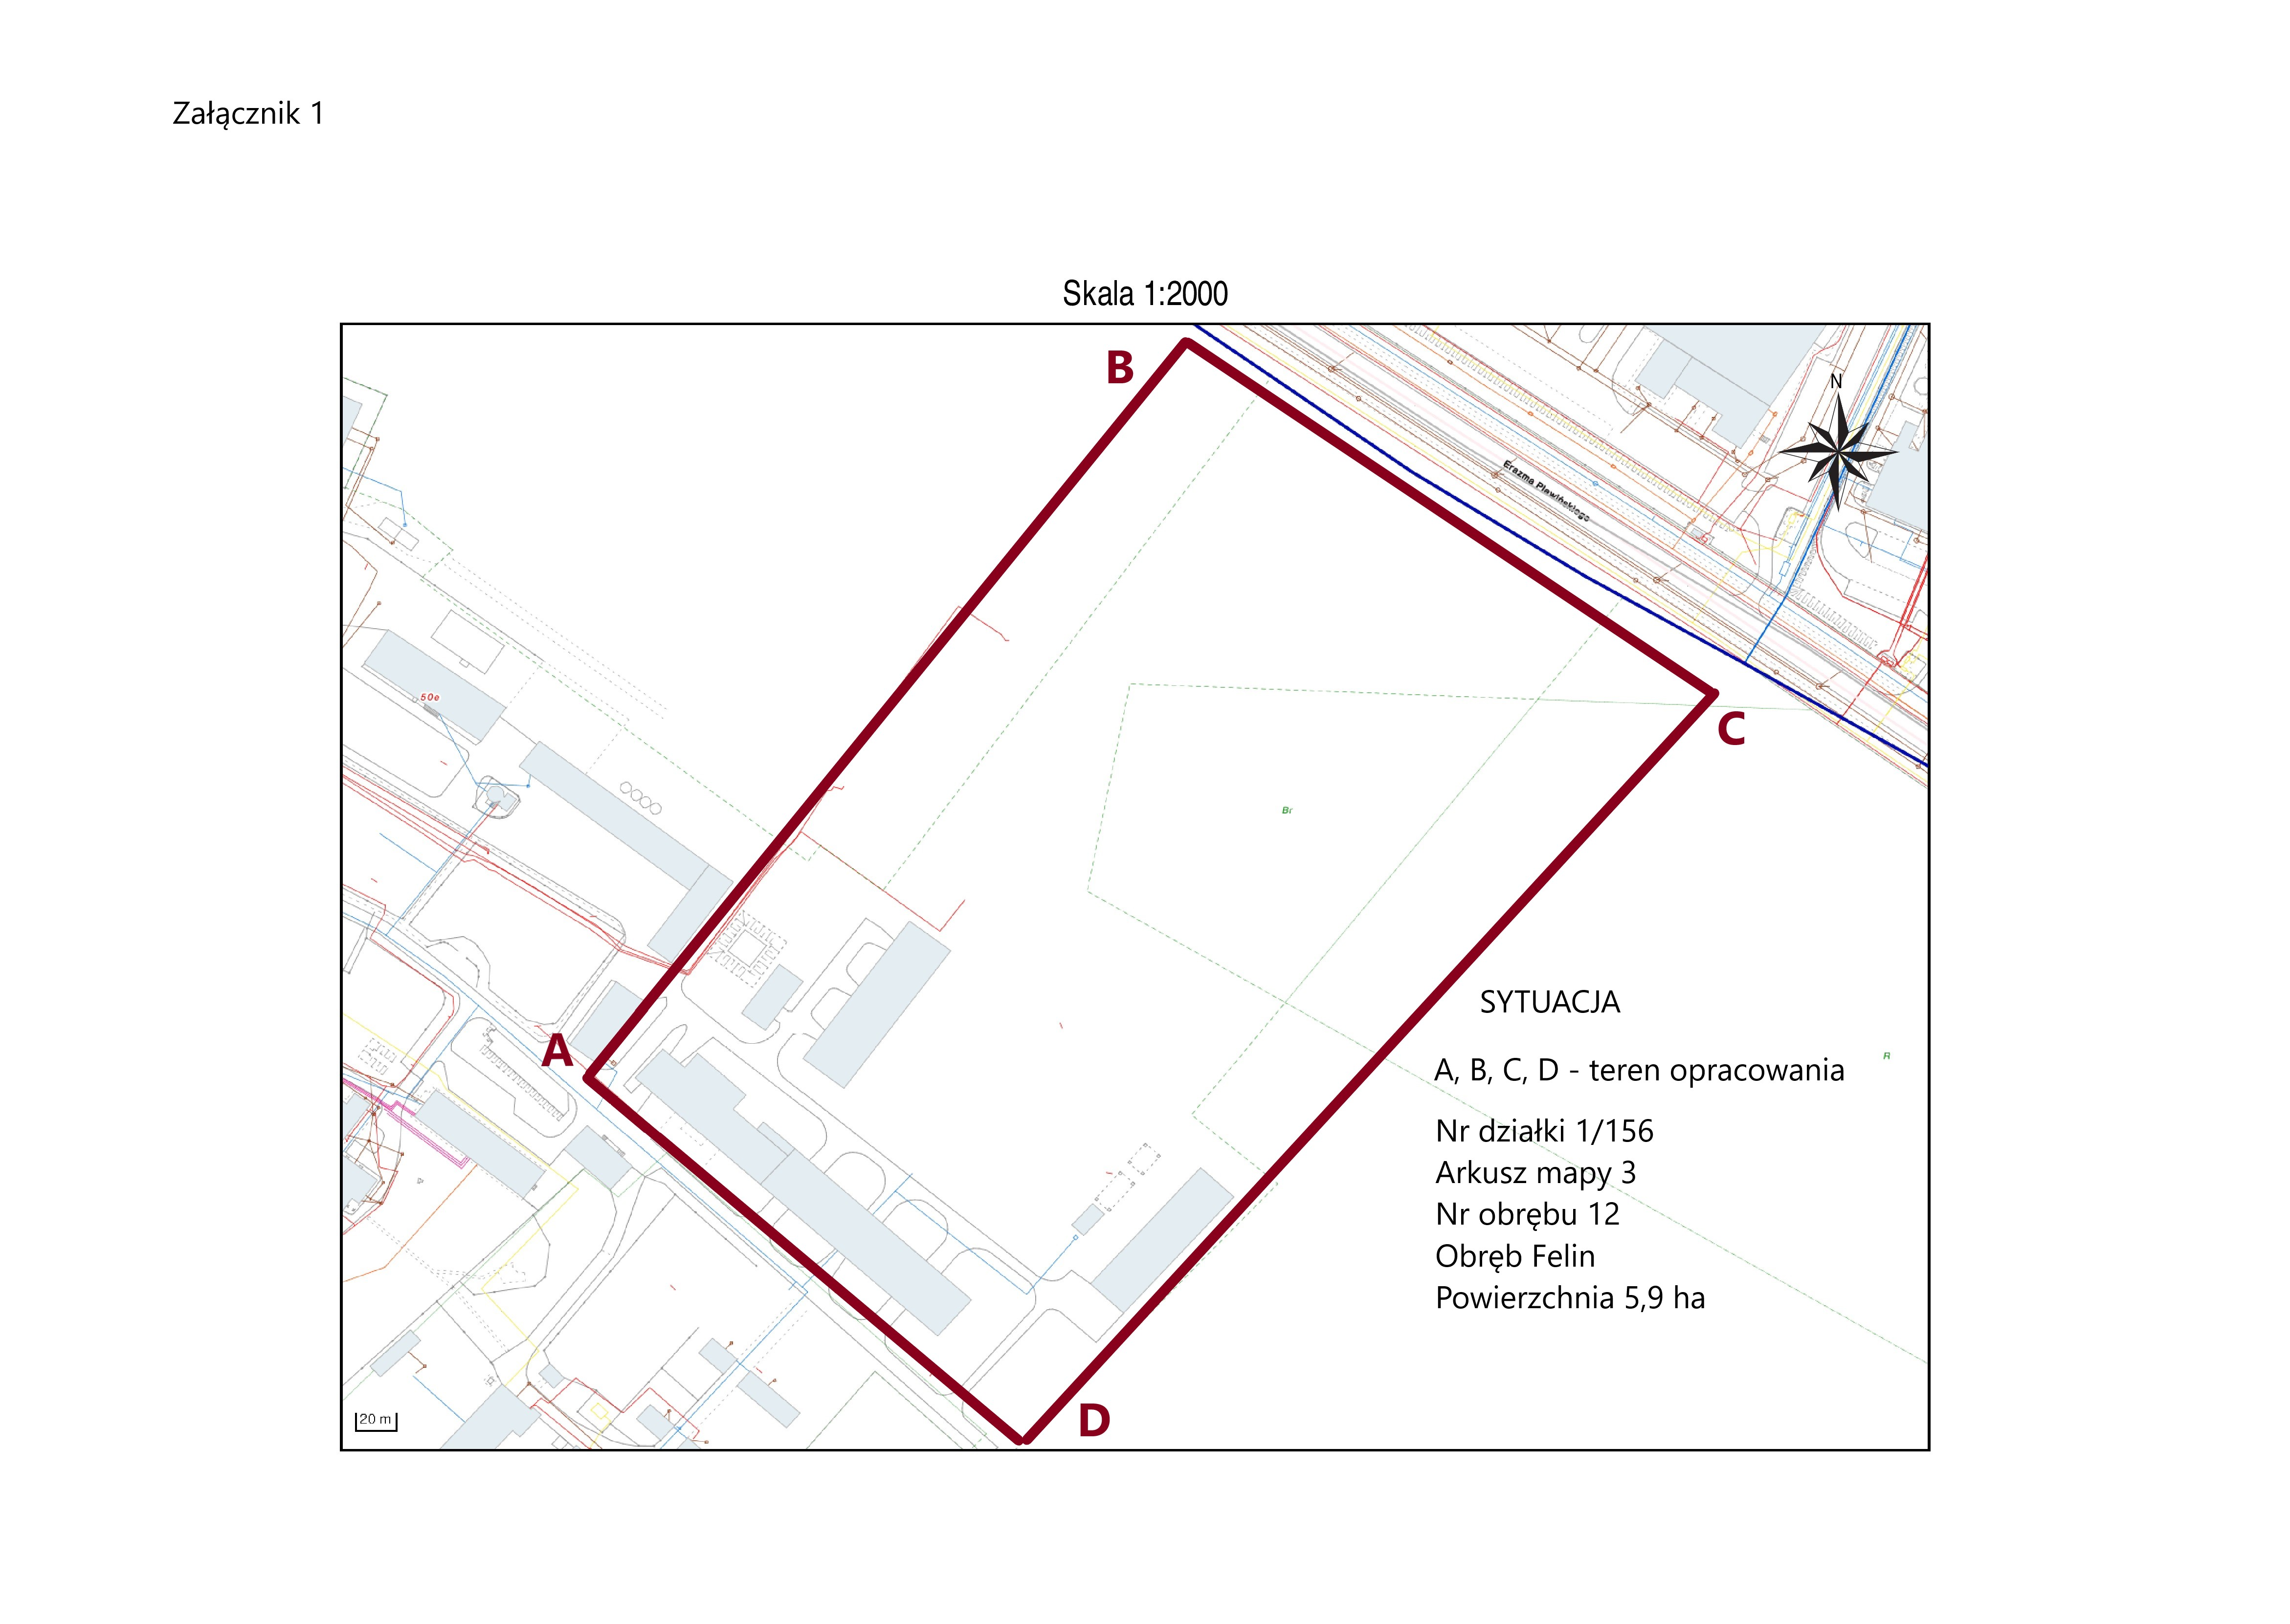 Załącznik 1
Skala 1:2000
B
N
Erazma Plewińskiego
50e
C
Br
SYTUACJA
A
A, B, C, D - teren opracowania
R
Nr działki 1/156
Arkusz mapy 3
Nr obrębu 12
Obręb Felin
Powierzchnia 5,9 ha
20 m
D